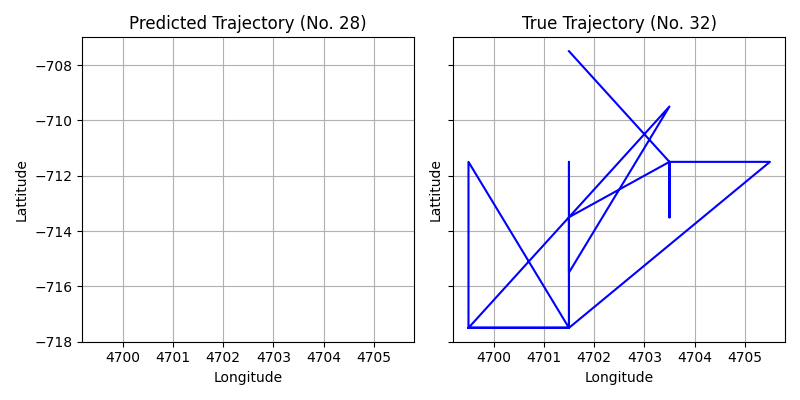 Predicted Trajectory (No. 28)
True Trajectory (No. 32)
−708
−710
−712
−714
−716
−718
Lattitude
Lattitude
4700 4701 4702 4703 4704 4705
4700 4701 4702 4703 4704 4705
Longitude
Longitude